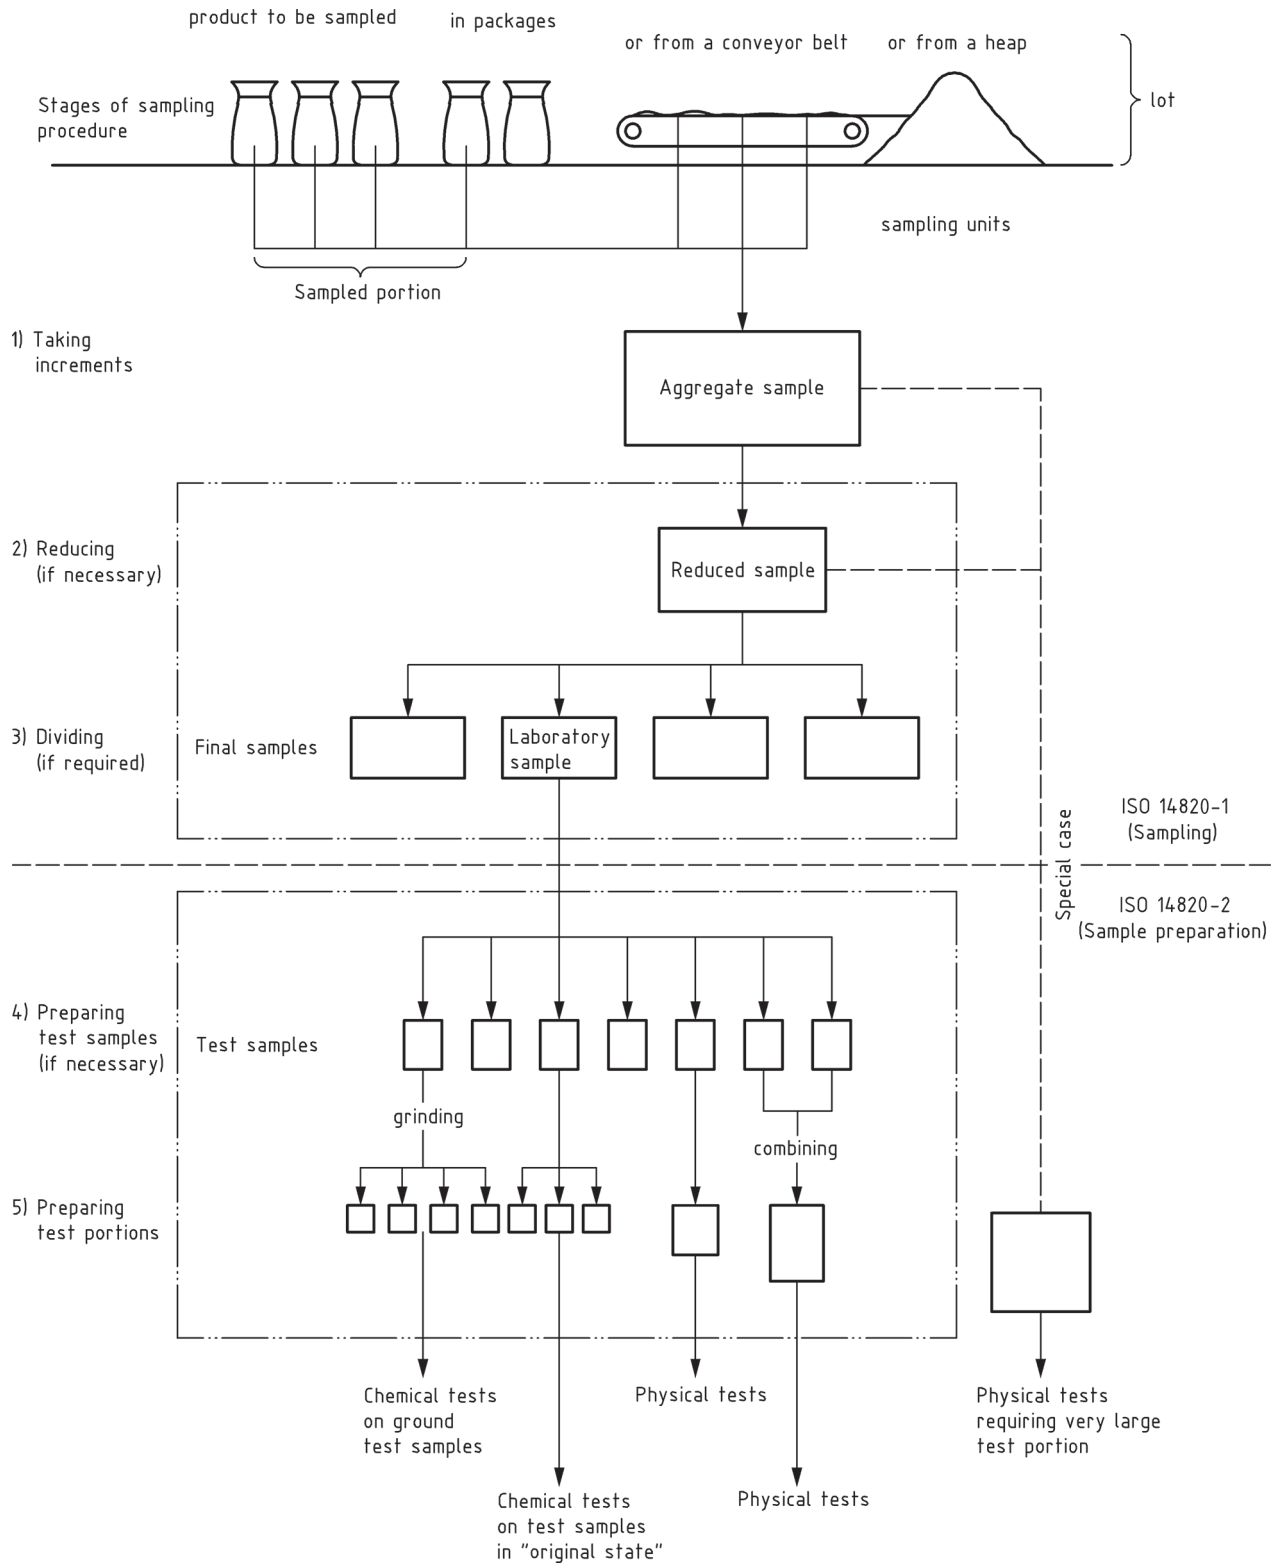 product to be sampled
in packages
or from a conveyor belt
or from a heap
Stages of sampling
procedure
lot
sampling units
Sampled portion
1) Taking
increments
Aggregate sample
2) Reducing
(if necessary)
Reduced sample
3) Dividing
(if required)
Final samples
Laboratory
sample
ISO 14820-1
(Sampling)
Special case
ISO 14820-2
(Sample preparation)
4) Preparing
test samples
(if necessary)
Test samples
grinding
combining
5) Preparing
test portions
Chemical tests
on ground
test samples
Physical tests
Physical tests
requiring very large
test portion
Chemical tests
on test samples
in "original state"
Physical tests